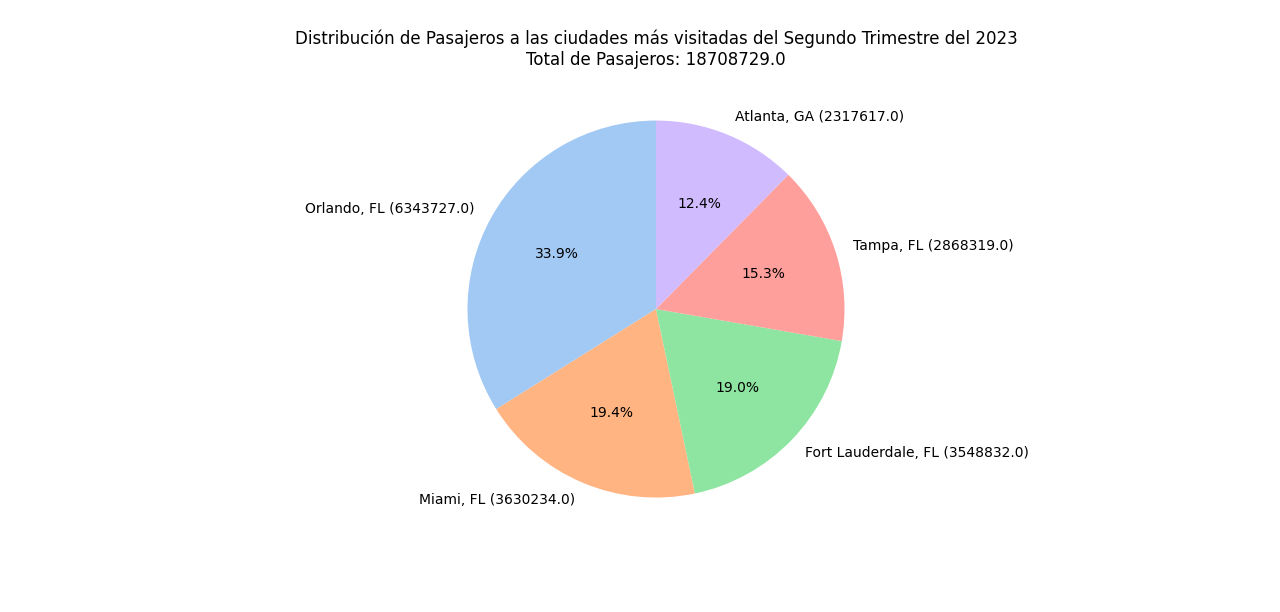 Distribución de Pasajeros a las ciudades más visitadas del Segundo Trimestre del 2023
Total de Pasajeros: 18708729.0
Atlanta, GA (2317617.0)
12.4%
Orlando, FL (6343727.0)
33.9%
Tampa, FL (2868319.0)
15.3%
19.0%
19.4%
Fort Lauderdale, FL (3548832.0)
Miami, FL (3630234.0)